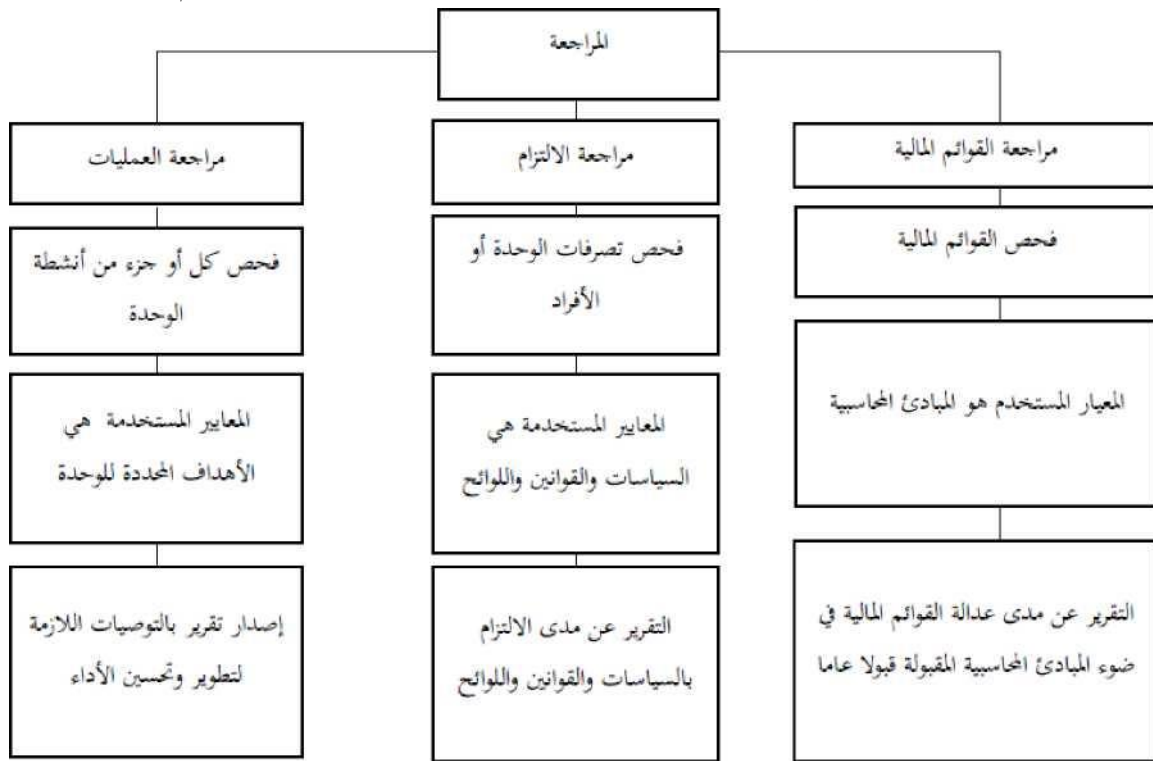 المراجعة
مراجعة القوائم المالية
فحص القوائم المالية
المعيار المستخدم هو المبادئ المحاسبية
التقرير عن مدى عدالة القوائم المالية في
ضوء المبادئ المحاسبية المقبولة قبولا عاما
مراجعة الالتزام
فحص تصرفات الوحدة أو
الأفراد
المعايير المستخدمة هي
السياسات والقوانين واللوائح
التقرير عن مدى الالتزام
بالسياسات والقوانين واللوائح
مراجعة العمليات
فحص كل أو جزء من أنشطة
الوحدة
المعايير المستخدمة هي
الأهداف المحددة للوحدة
إصدار تقرير بالتوصيات اللازمة
لتطوير وتحسين الأداء